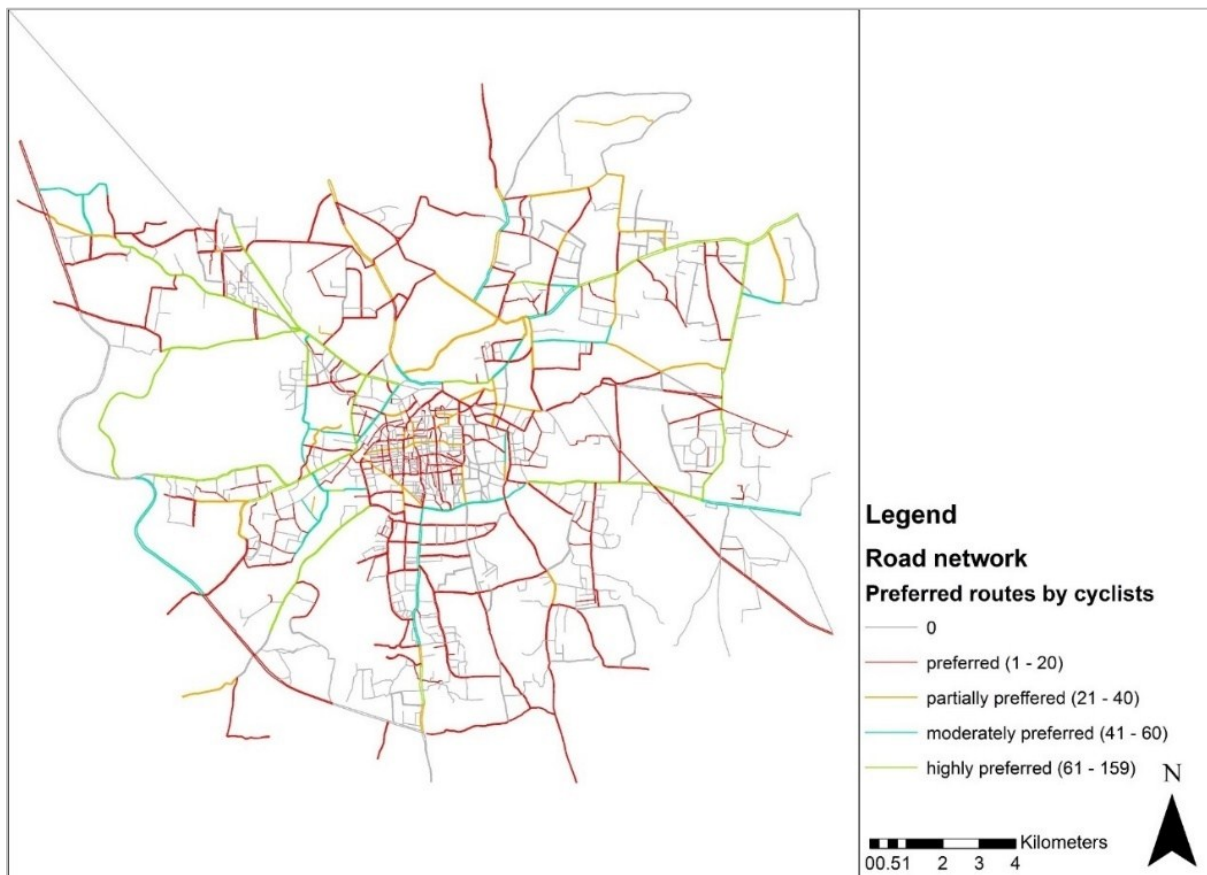 Legend
Road network
Preferred routes by cyclists
0
preferred (1 - 20)
partially preffered (21 - 40)
moderately preferred (41 - 60)
highly preferred (61 - 159)
N
Kilometers
00.51 2 3 4